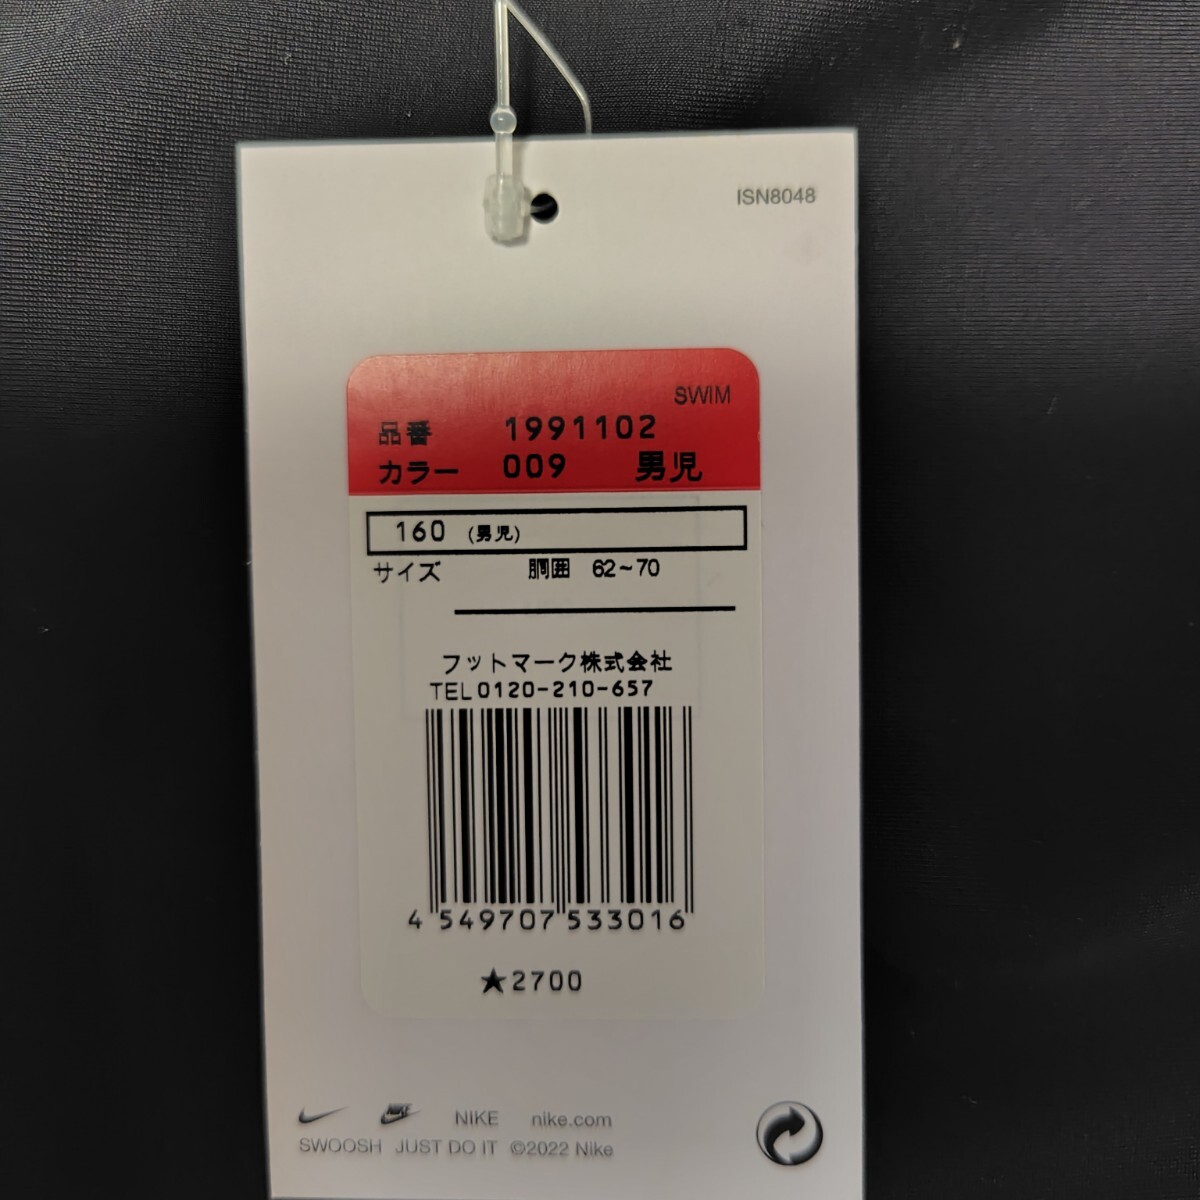 ISN8048
SWIM
品番 1991102
カラー 009 男児
160 (男児)
サイズ 胴囲 62~70
フットマーク株式会社
TEL 0120-210-657
4 549707 533016
★2700
NIKE NIKE nike.com
SWOOSH JUST DO IT ©2022 Nike